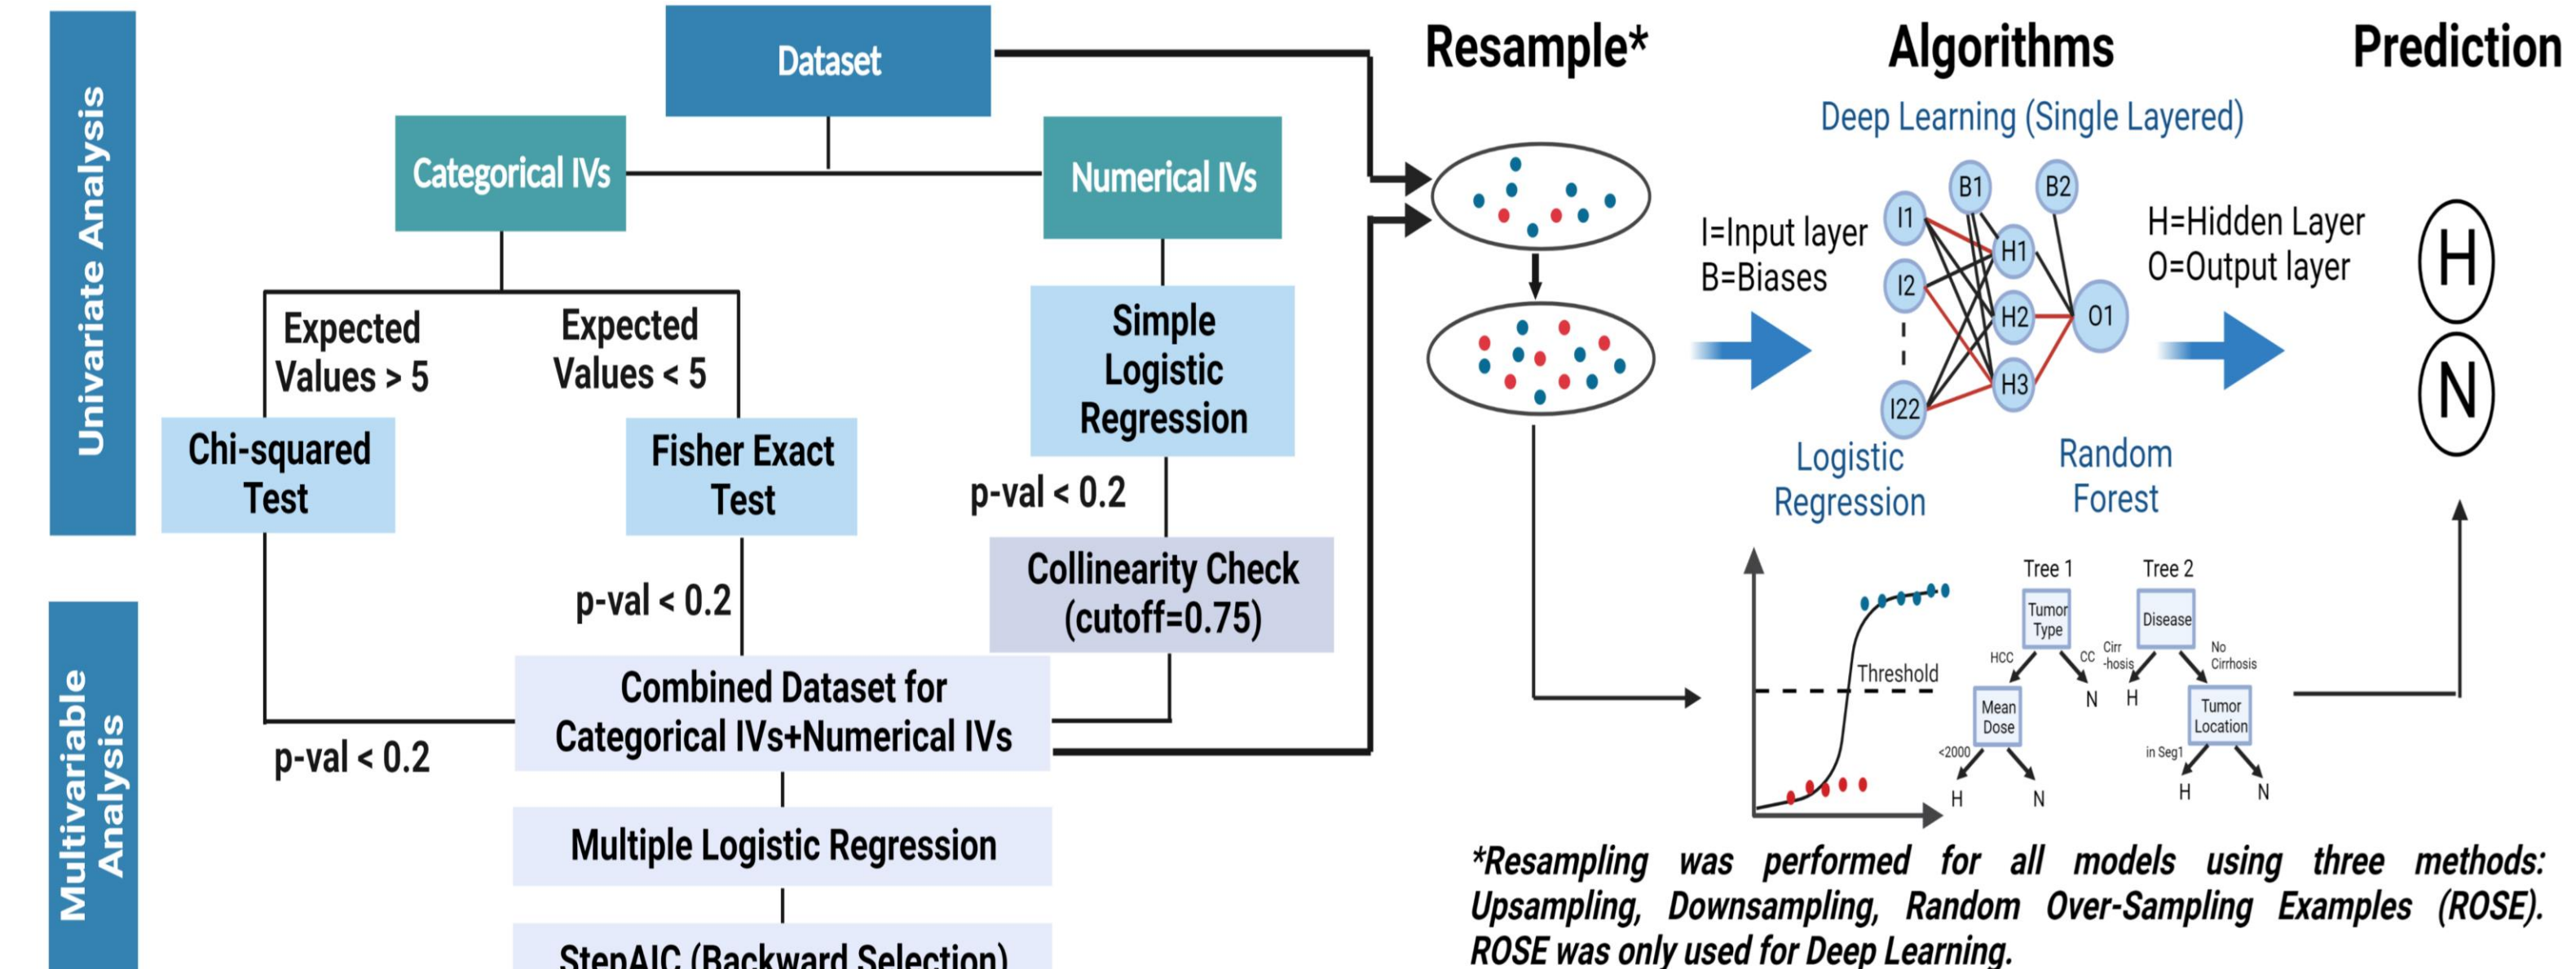 Univariate Analysis
Dataset
Categorical IVs
Numerical IVs
Expected
Values > 5
Expected
Values < 5
Chi-squared
Test
Fisher Exact
Test
Simple
Logistic
Regression
p-val < 0.2
Collinearity Check
(cutoff=0.75)
p-val < 0.2
p-val < 0.2
Multivariable
Analysis
Combined Dataset for
Categorical IVs+Numerical IVs
Multiple Logistic Regression
StepAIC (Backward Selection)
Resample*
Algorithms
Prediction
Deep Learning (Single Layered)
I=Input layer
B=Biases
I1
I2
I22
B1
B2
H1
H2
H3
O1
H=Hidden Layer
O=Output layer
H
N
Logistic
Regression
Random
Forest
Threshold
Tree 1
Tumor
Type
HCC
CC
Mean
Dose
N
<2000
H
N
Tree 2
Disease
Cirr
-hosis
No
Cirrhosis
H
Tumor
Location
in Seg1
H
N
*Resampling was performed for all models using three methods:
Upsampling, Downsampling, Random Over-Sampling Examples (ROSE).
ROSE was only used for Deep Learning.